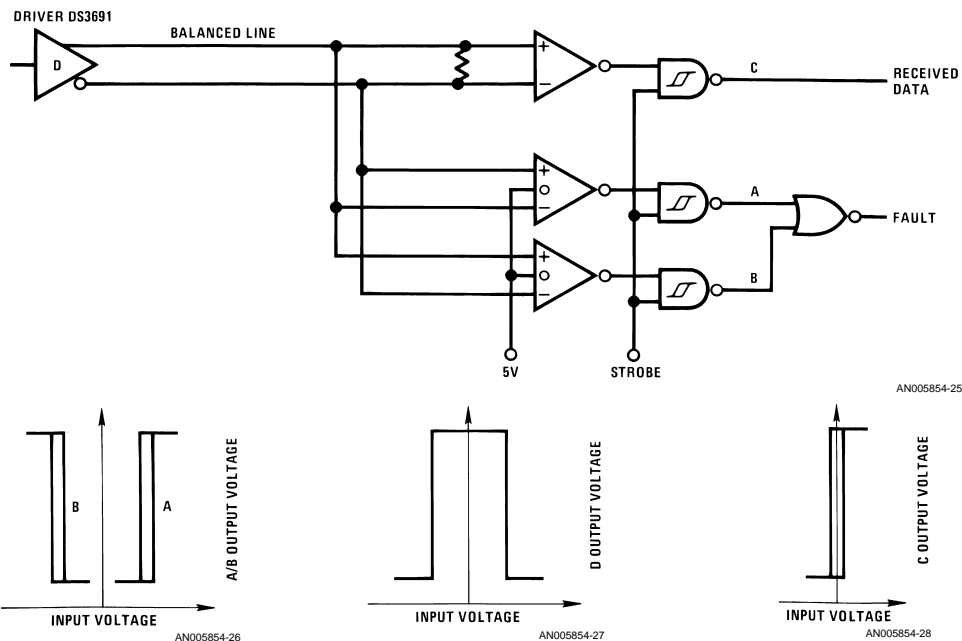 DRIVER DS3691
BALANCED LINE
D
+
−
C
RECEIVED
DATA
+
−
A
FAULT
+
−
B
5V
STROBE
AN005854-25
B
A
A/B OUTPUT VOLTAGE
INPUT VOLTAGE
AN005854-26
D OUTPUT VOLTAGE
INPUT VOLTAGE
AN005854-27
C OUTPUT VOLTAGE
INPUT VOLTAGE
AN005854-28